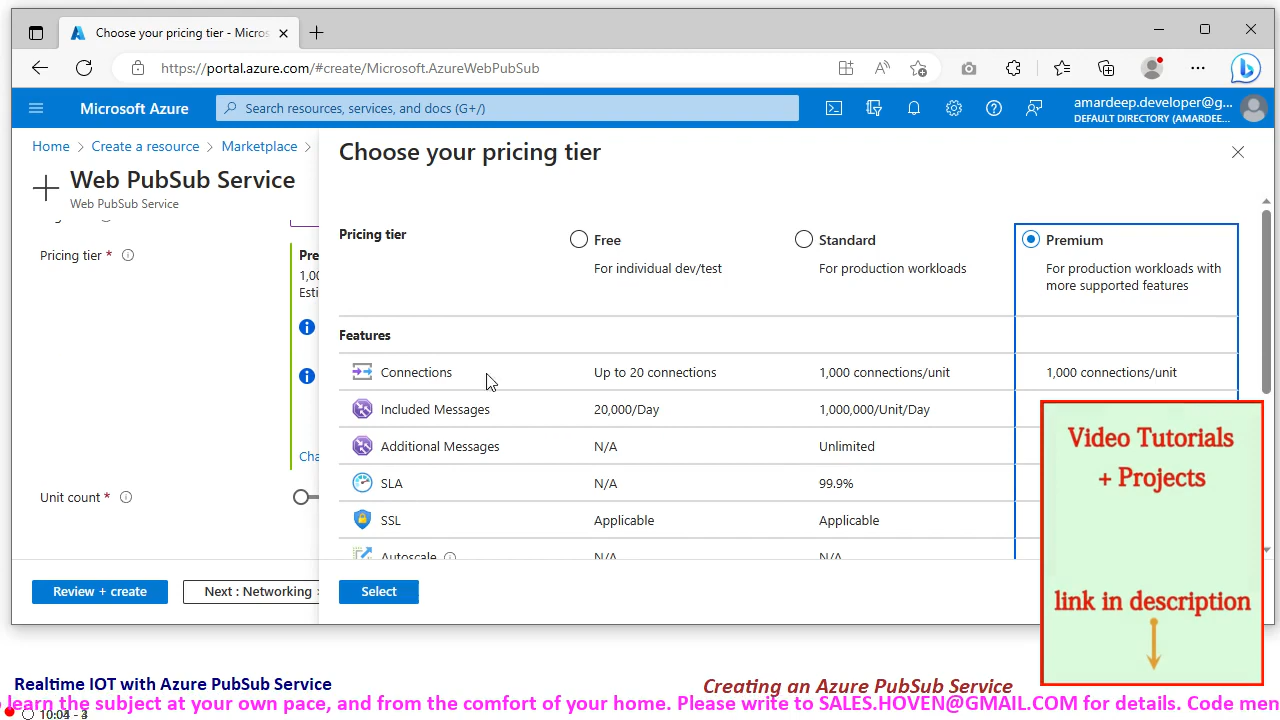 Choose your pricing tier - Micros
https://portal.azure.com/#create/Microsoft.AzureWebPubSub
Microsoft Azure
Search resources, services, and docs (G+/)
amardeep.developer@g...
DEFAULT DIRECTORY (AMARDEE...
Home > Create a resource > Marketplace >
Web PubSub Service
Web PubSub Service
Pricing tier *
Pre
1,00
Esti
Cha
Unit count *
Review + create
Next : Networking >
Choose your pricing tier
Pricing tier
Free
Standard
Premium
For individual dev/test
For production workloads
For production workloads with
more supported features
Features
Connections Up to 20 connections 1,000 connections/unit 1,000 connections/unit
Included Messages 20,000/Day 1,000,000/Unit/Day
Additional Messages N/A Unlimited
SLA N/A 99.9%
SSL Applicable Applicable
Autoscale N/A N/A
Select
Video Tutorials
+ Projects
link in description
Realtime IOT with Azure PubSub Service
Creating an Azure PubSub Service
learn the subject at your own pace, and from the comfort of your home. Please write to SALES.HOVEN@GMAIL.COM for details. Code men